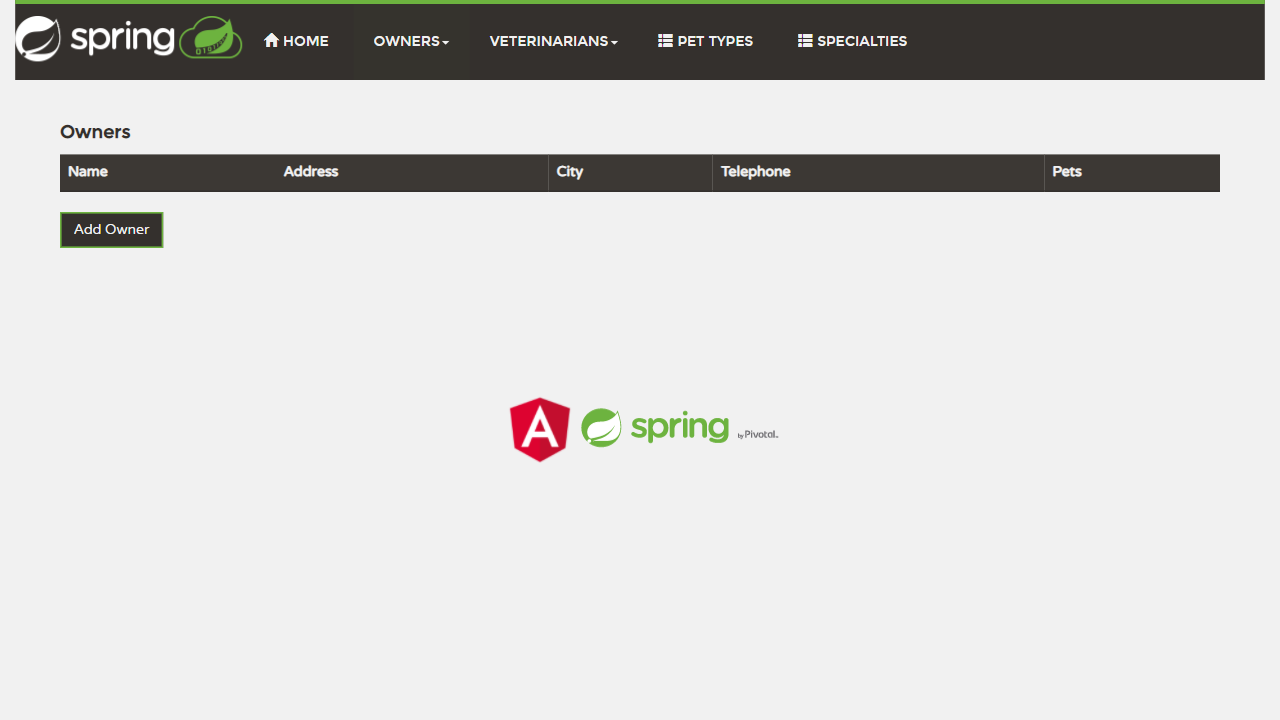 spring HOME OWNERS VETERINARIANS PET TYPES SPECIALTIES
Owners
Name Address City Telephone Pets
Add Owner
A spring by Pivotal.